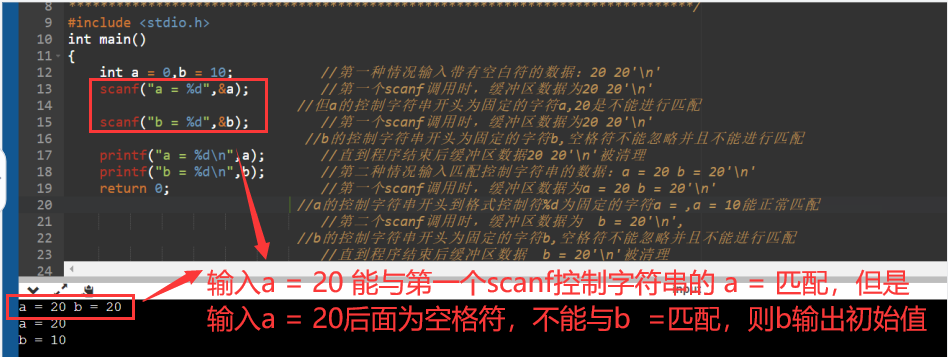 8 *******************************************************************************/
9 #include <stdio.h>
10 int main()
11 {
12 int a = 0,b = 10; //第一种情况输入带有空白符的数据：20 20'\n'
13 scanf("a = %d",&a); //第一个scanf调用时，缓冲区数据为20 20'\n'
14 //但a的控制字符串开头为固定的字符a,20是不能进行匹配
15 scanf("b = %d",&b); //第一个scanf调用时，缓冲区数据为20 20'\n'
16 //b的控制字符串开头为固定的字符b,空格符不能忽略并且不能进行匹配
17 printf("a = %d\n",a); //直到程序结束后缓冲区数据20 20'\n'被清理
18 printf("b = %d\n",b); //第二种情况输入匹配控制字符串的数据：a = 20 b = 20'\n'
19 return 0; //第一个scanf调用时，缓冲区数据为a = 20 b = 20'\n'
20 //a的控制字符串开头到格式控制符%d为固定的字符a = ,a = 10能正常匹配
21 //第二个scanf调用时，缓冲区数据为 b = 20'\n',
22 //b的控制字符串开头为固定的字符b,空格符不能忽略并且不能进行匹配
23 //直到程序结束后缓冲区数据 b = 20'\n'被清理
24
input
a = 20 b = 20
a = 20
b = 10
输入a = 20 能与第一个scanf控制字符串的 a = 匹配，但是
输入a = 20后面为空格符，不能与b =匹配，则b输出初始值